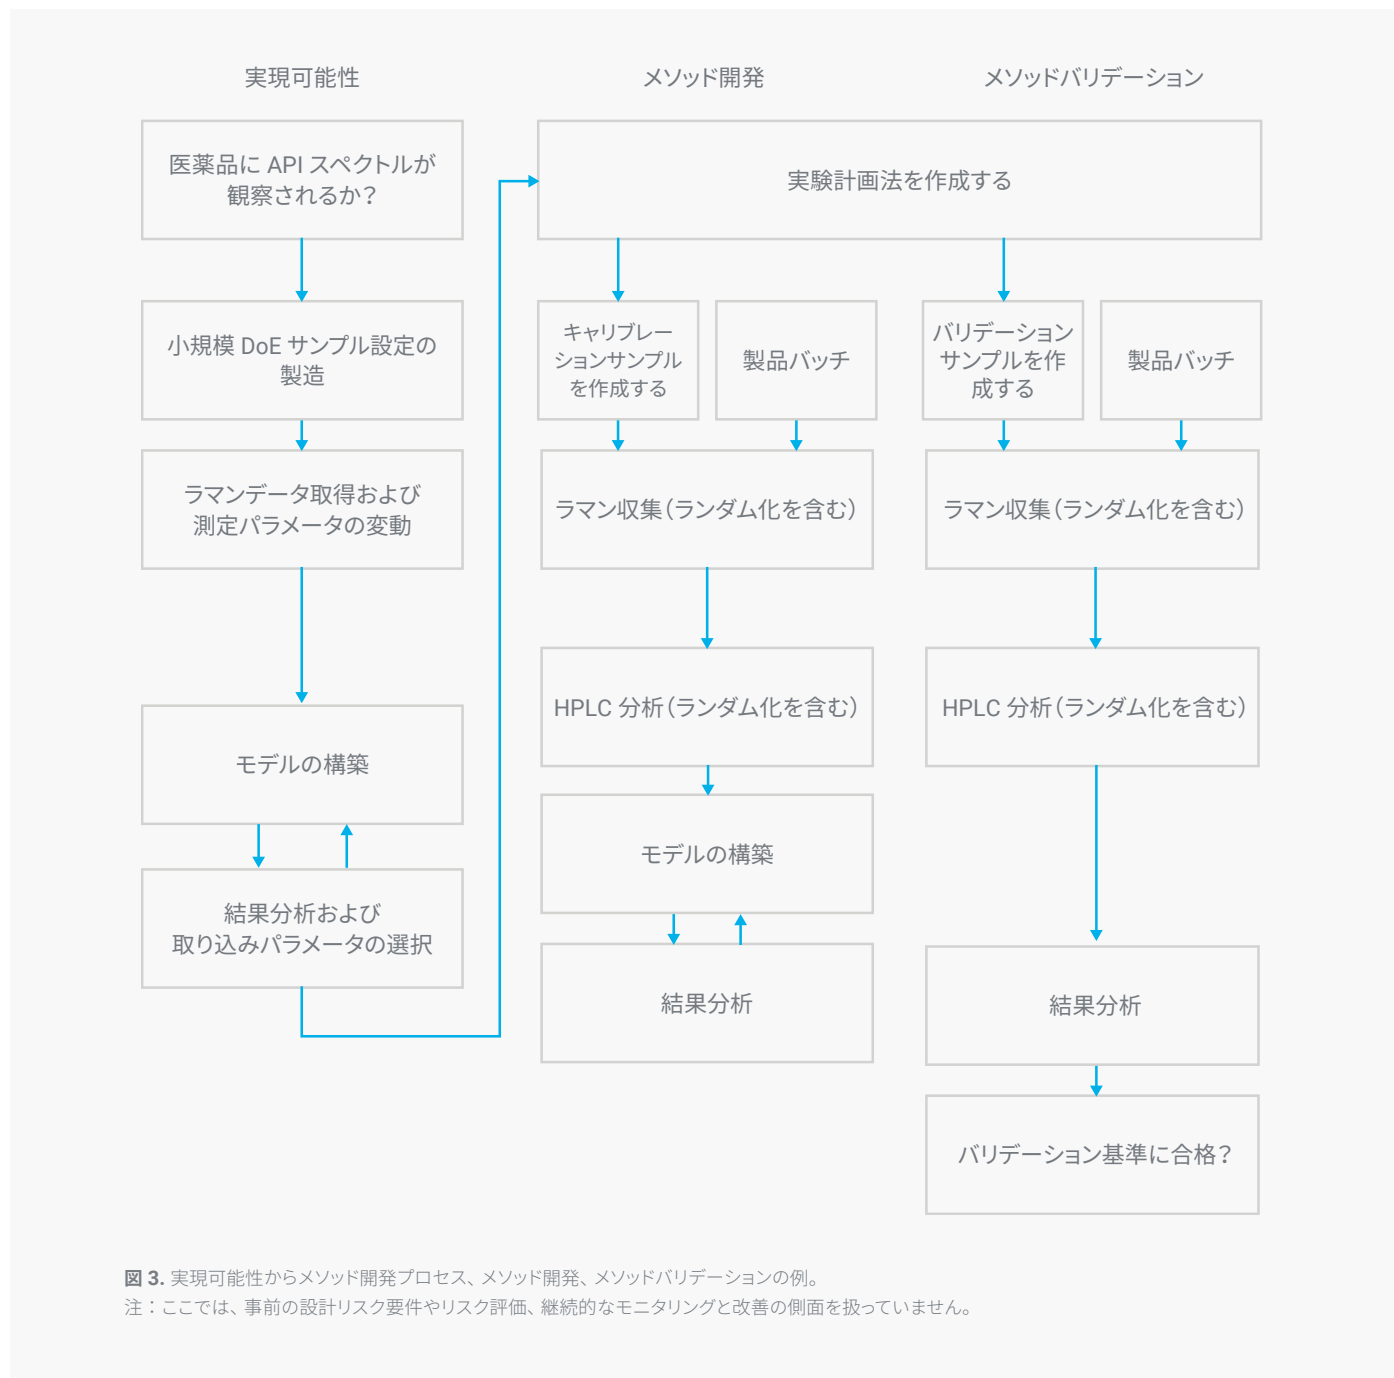 実現可能性
医薬品に API スペクトルが
観察されるか？
小規模 DoE サンプル設定の
製造
ラマンデータ取得および
測定パラメータの変動
モデルの構築
結果分析および
取り込みパラメータの選択
メソッド開発
メソッドバリデーション
実験計画法を作成する
キャリブレー
ションサンプル
を作成する
製品バッチ
ラマン収集（ランダム化を含む）
HPLC 分析（ランダム化を含む）
モデルの構築
結果分析
バリデーション
サンプルを作
成する
製品バッチ
ラマン収集（ランダム化を含む）
HPLC 分析（ランダム化を含む）
結果分析
バリデーション基準に合格？
図 3. 実現可能性からメソッド開発プロセス、メソッド開発、メソッドバリデーションの例。
注：ここでは、事前の設計リスク要件やリスク評価、継続的なモニタリングと改善の側面を扱っていません。